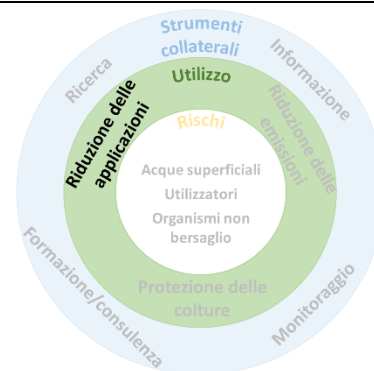 Strumenti
collaterali
Ricerca
Informazione
Utilizzo
Riduzione delle
applicazioni
Riduzione delle
emissioni
Rischi
Acque superficiali
Utilizzatori
Organismi non
bersaglio
Protezione delle
colture
Formazione/consulenza
Monitoraggio